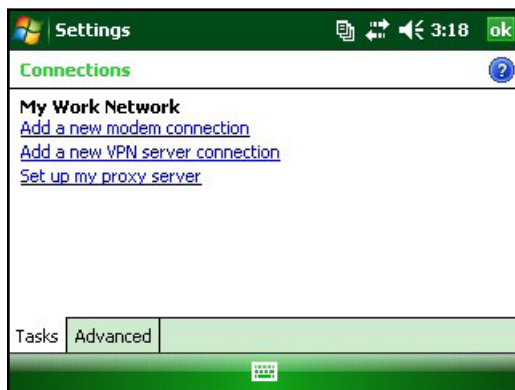 Settings 3:18 ok
Connections ?
My Work Network
Add a new modem connection
Add a new VPN server connection
Set up my proxy server
Tasks Advanced